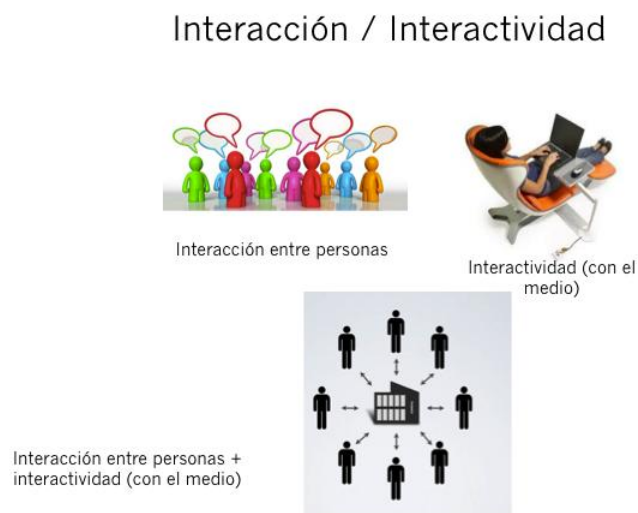 Interacción / Interactividad
Interacción entre personas
Interactividad (con el
medio)
Interacción entre personas +
interactividad (con el medio)